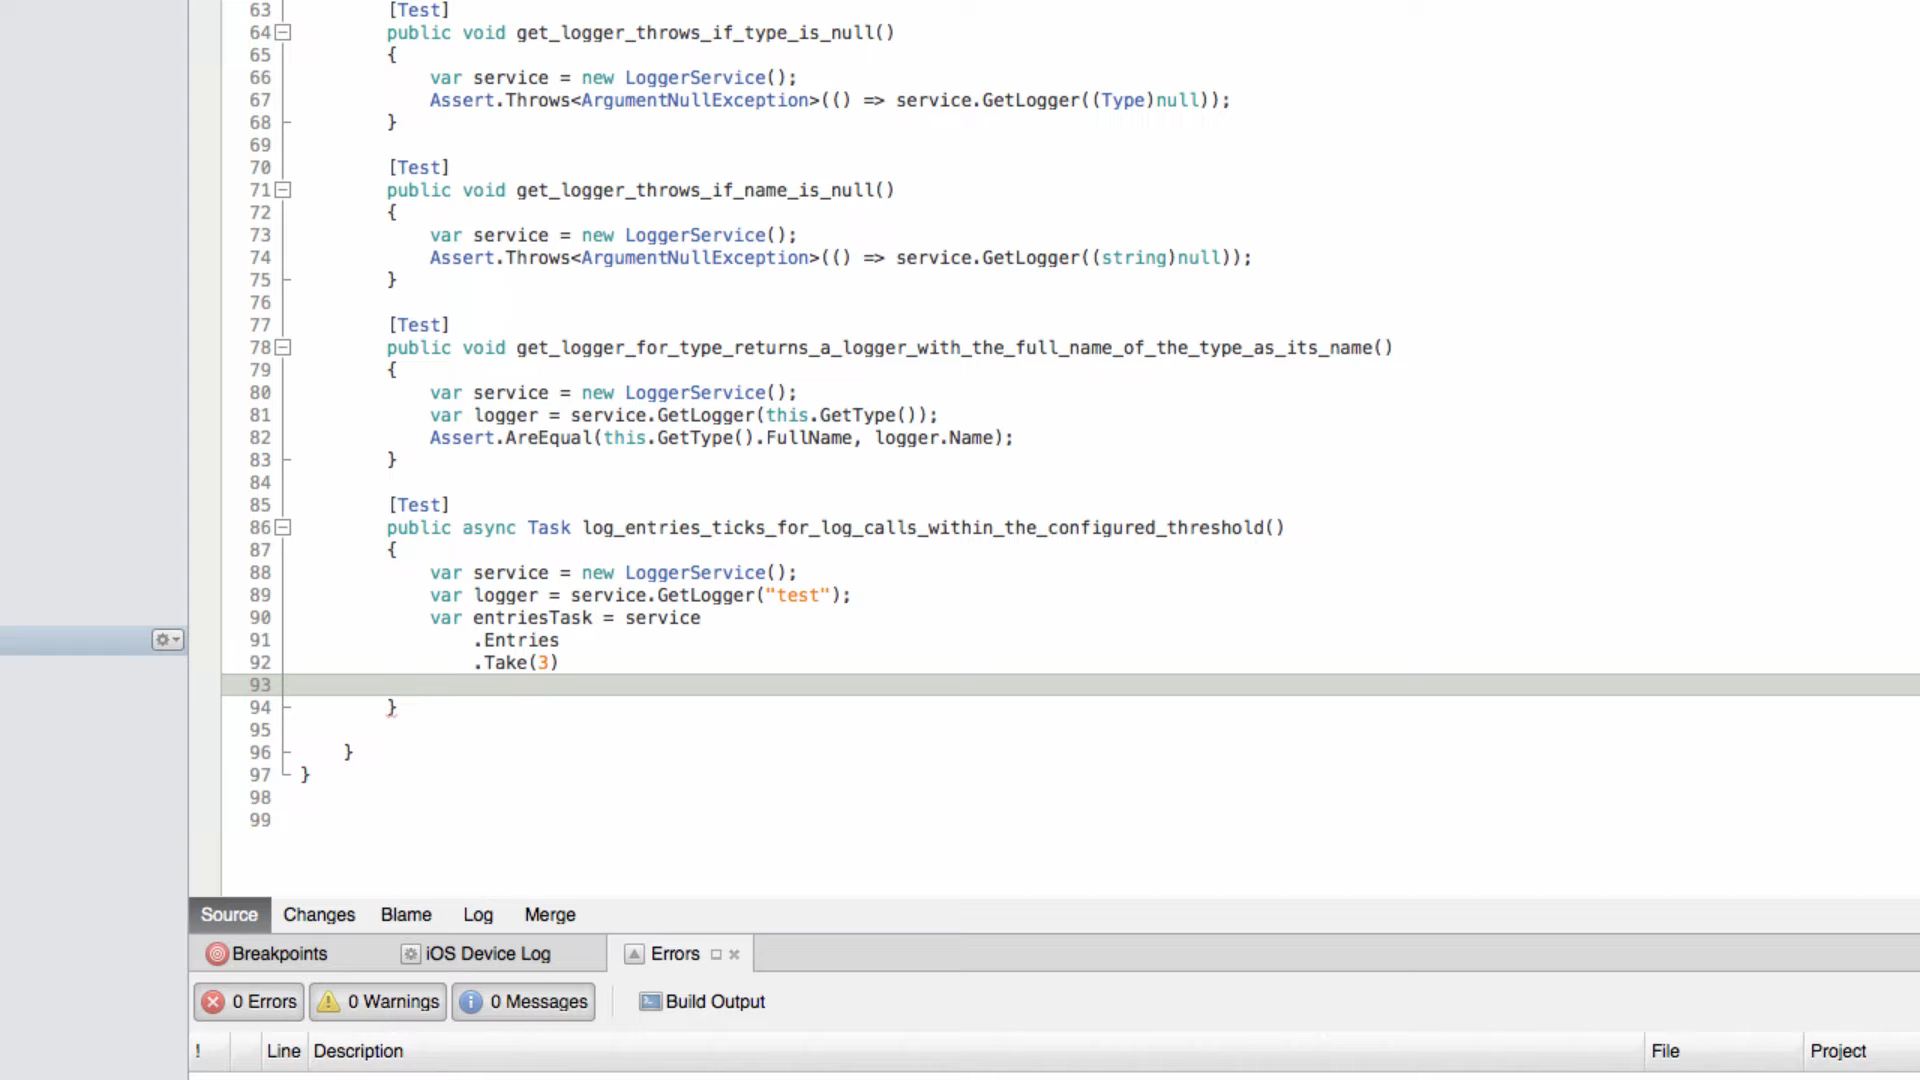 63 [Test]
64 public void get_logger_throws_if_type_is_null()
65 {
66 var service = new LoggerService();
67 Assert.Throws<ArgumentNullException>(() => service.GetLogger((Type)null));
68 }
69
70 [Test]
71 public void get_logger_throws_if_name_is_null()
72 {
73 var service = new LoggerService();
74 Assert.Throws<ArgumentNullException>(() => service.GetLogger((string)null));
75 }
76
77 [Test]
78 public void get_logger_for_type_returns_a_logger_with_the_full_name_of_the_type_as_its_name()
79 {
80 var service = new LoggerService();
81 var logger = service.GetLogger(this.GetType());
82 Assert.AreEqual(this.GetType().FullName, logger.Name);
83 }
84
85 [Test]
86 public async Task log_entries_ticks_for_log_calls_within_the_configured_threshold()
87 {
88 var service = new LoggerService();
89 var logger = service.GetLogger("test");
90 var entriesTask = service
91 .Entries
92 .Take(3)
93
94 }
95
96 }
97 }
98
99
Source Changes Blame Log Merge
Breakpoints iOS Device Log Errors
0 Errors 0 Warnings 0 Messages Build Output
! Line Description File Project